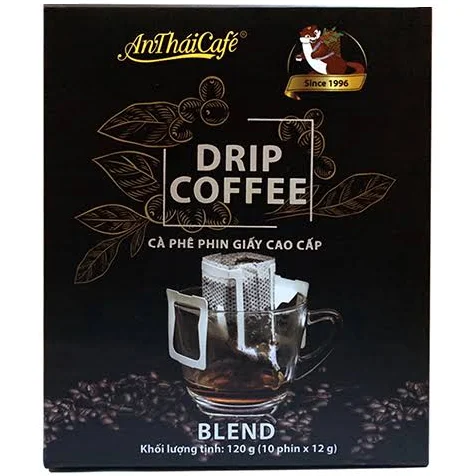 AnTháiCafé
Since 1996
DRIP
COFFEE
CÀ PHÊ PHIN GIẤY CAO CẤP
BLEND
Khối lượng tịnh: 120 g (10 phin x 12 g)